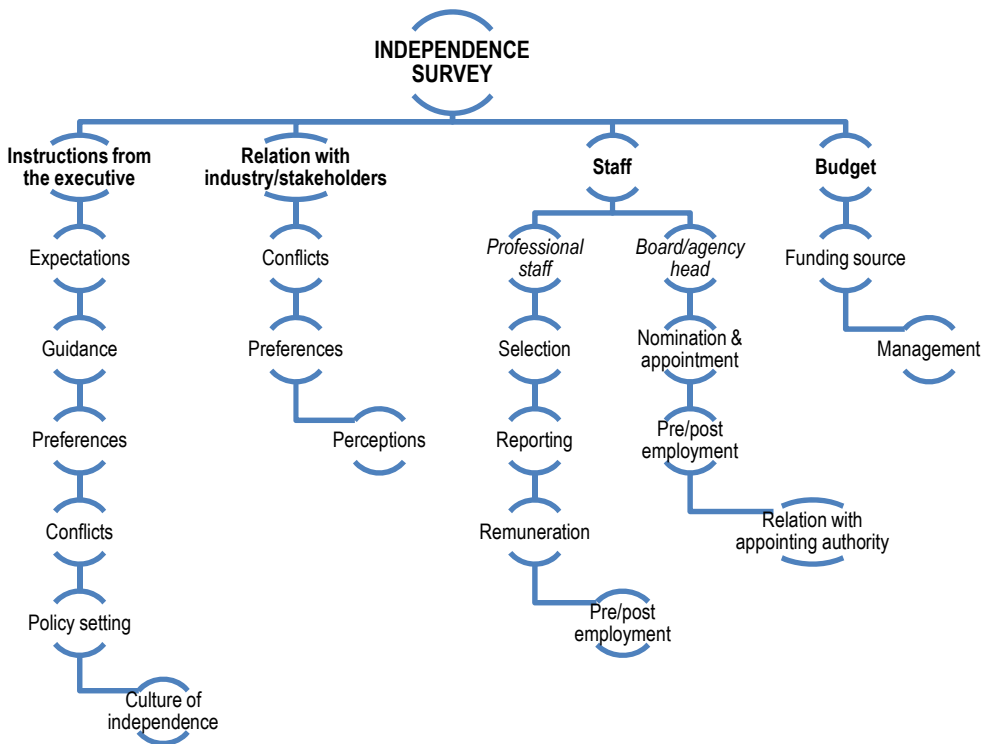 INDEPENDENCE
SURVEY
Instructions from
the executive
Relation with
industry/stakeholders
Staff
Budget
Expectations
Conflicts
Professional
staff
Board/agency
head
Funding source
Guidance
Preferences
Selection
Nomination &
appointment
Management
Preferences
Perceptions
Reporting
Pre/post
employment
Conflicts
Remuneration
Relation with
appointing authority
Policy setting
Pre/post
employment
Culture of
independence